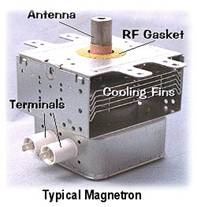 Antenna
RF Gasket
Cooling Fins
Terminals
Typical Magnetron